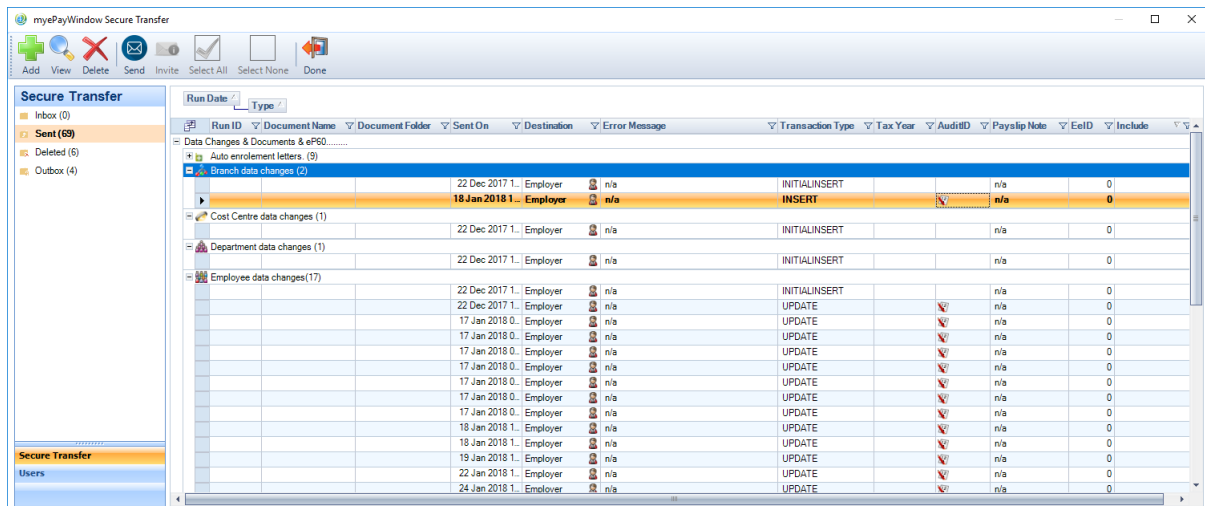 myePayWindow Secure Transfer
Add View Delete Send Invite Select All Select None Done
Secure Transfer
Inbox (0)
Sent (69)
Deleted (6)
Outbox (4)
Secure Transfer
Users
Run Date
Type
Run ID Document Name Document Folder Sent On Destination Error Message Transaction Type Tax Year AuditID Payslip Note EeID Include
Data Changes & Documents & eP60.........
Auto enrolement letters. (9)
Branch data changes (2)
22 Dec 2017 1... Employer n/a INITIALINSERT n/a 0
18 Jan 2018 1... Employer n/a INSERT n/a 0
Cost Centre data changes (1)
22 Dec 2017 1... Employer n/a INITIALINSERT n/a 0
Department data changes (1)
22 Dec 2017 1... Employer n/a INITIALINSERT n/a 0
Employee data changes(17)
22 Dec 2017 1... Employer n/a INITIALINSERT n/a 0
22 Dec 2017 1... Employer n/a UPDATE n/a 0
17 Jan 2018 0... Employer n/a UPDATE n/a 0
17 Jan 2018 0... Employer n/a UPDATE n/a 0
17 Jan 2018 0... Employer n/a UPDATE n/a 0
17 Jan 2018 0... Employer n/a UPDATE n/a 0
17 Jan 2018 0... Employer n/a UPDATE n/a 0
17 Jan 2018 0... Employer n/a UPDATE n/a 0
17 Jan 2018 0... Employer n/a UPDATE n/a 0
18 Jan 2018 1... Employer n/a UPDATE n/a 0
18 Jan 2018 1... Employer n/a UPDATE n/a 0
19 Jan 2018 1... Employer n/a UPDATE n/a 0
22 Jan 2018 1... Employer n/a UPDATE n/a 0
24 Jan 2018 1... Employer n/a UPDATE n/a 0